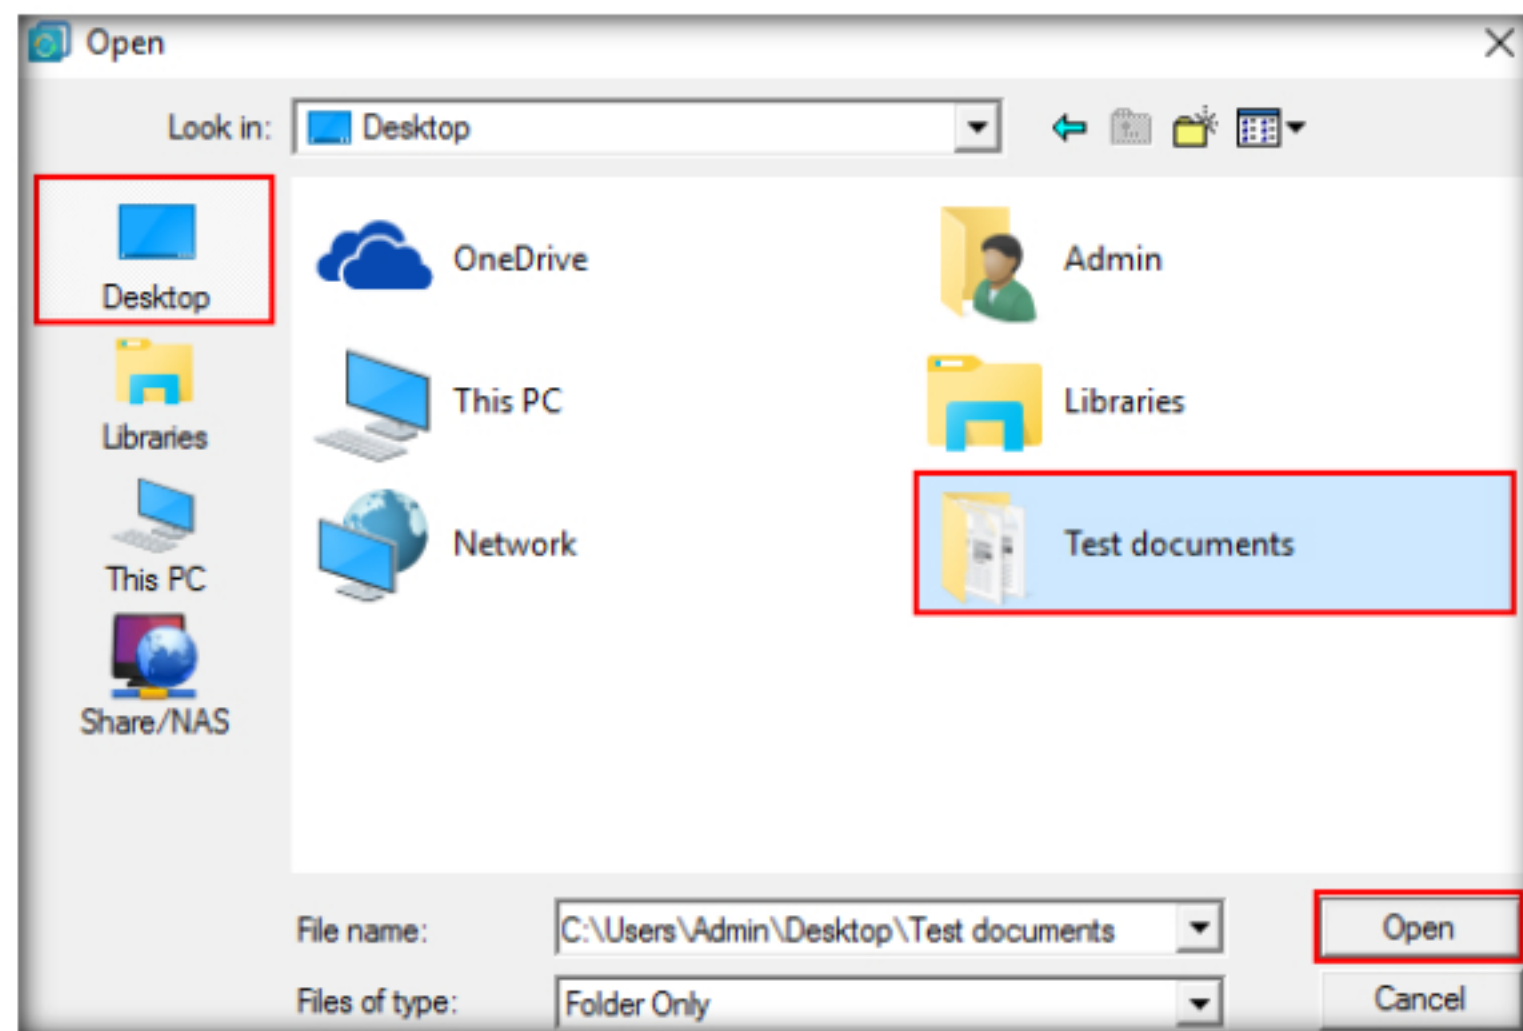 Open
Look in: Desktop
Desktop
Libraries
This PC
Share/NAS
OneDrive
Admin
This PC
Libraries
Network
Test documents
File name: C:\Users\Admin\Desktop\Test documents
Open
Files of type: Folder Only
Cancel